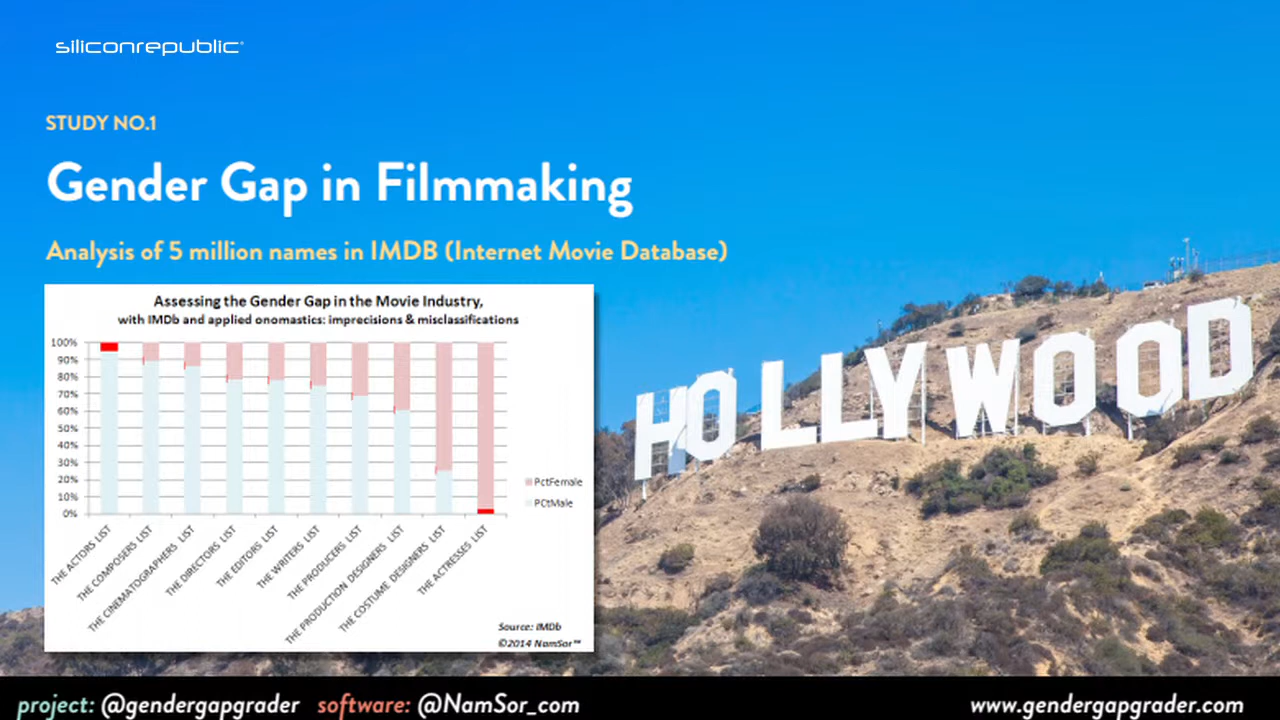 siliconrepublic
STUDY NO.1
Gender Gap in Filmmaking
Analysis of 5 million names in IMDB (Internet Movie Database)
Assessing the Gender Gap in the Movie Industry,
with IMDb and applied onomastics: imprecisions & misclassifications
100%
90%
80%
70%
60%
50%
40%
30%
20%
10%
0%
THE ACTORS LIST
THE COMPOSERS LIST
THE CINEMATOGRAPHERS LIST
THE DIRECTORS LIST
THE EDITORS LIST
THE WRITERS LIST
THE PRODUCERS LIST
THE PRODUCTION DESIGNERS LIST
THE COSTUME DESIGNERS LIST
THE ACTRESSES LIST
PctFemale
PCtMale
Source: IMDb
©2014 NamSor™
HOLLYWOOD
project: @gendergapgrader software: @NamSor_com
www.gendergapgrader.com